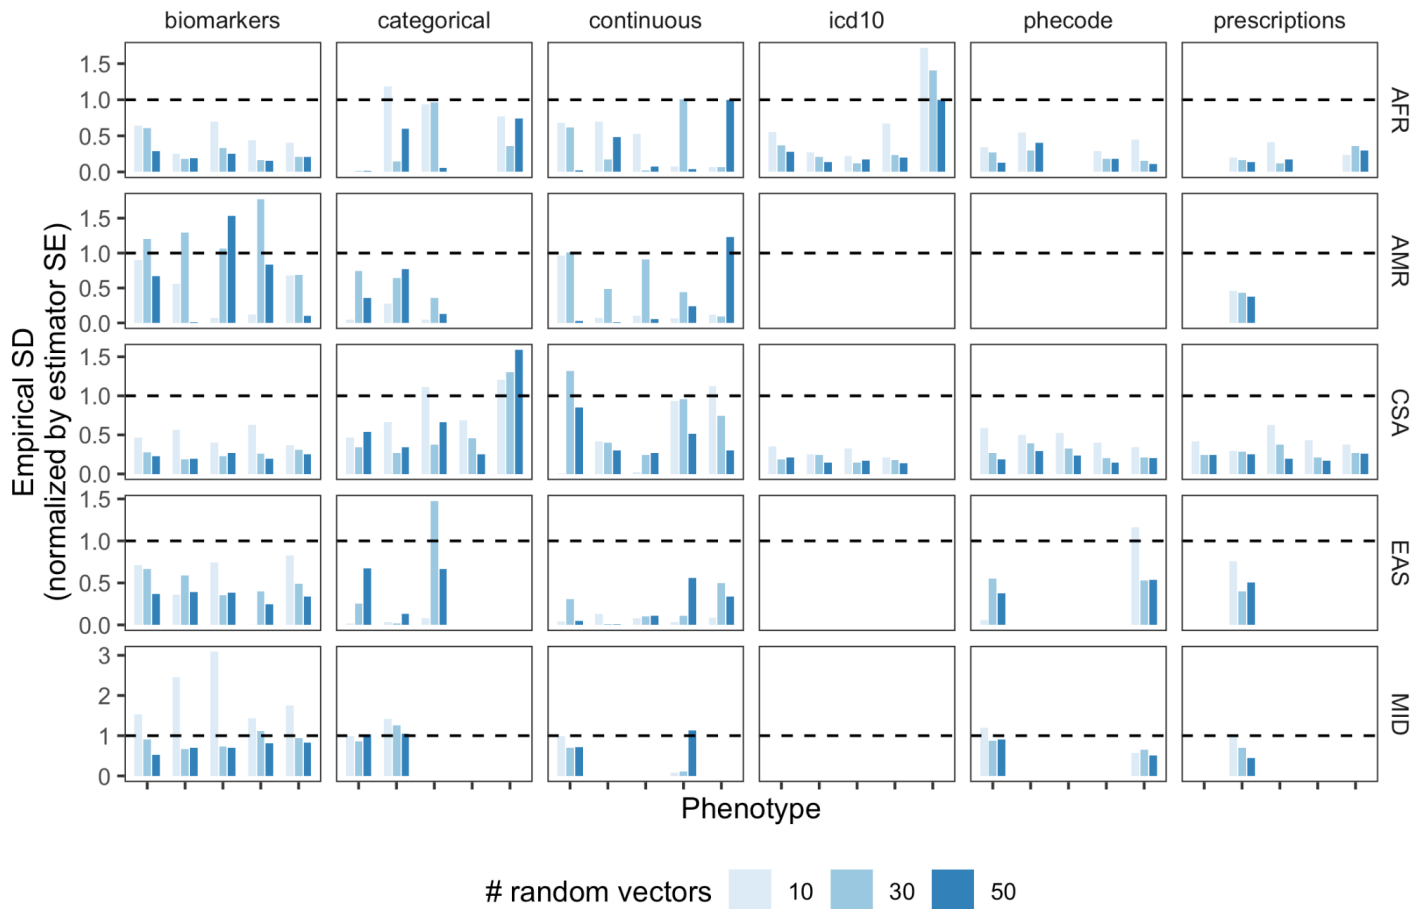 biomarkers categorical continuous icd10 phecode prescriptions
1.5
1.0
0.5
0.0
AFR
1.5
1.0
0.5
0.0
AMR
1.5
1.0
0.5
0.0
CSA
1.5
1.0
0.5
0.0
EAS
3
2
1
0
MID
Empirical SD
(normalized by estimator SE)
Phenotype
# random vectors 10 30 50